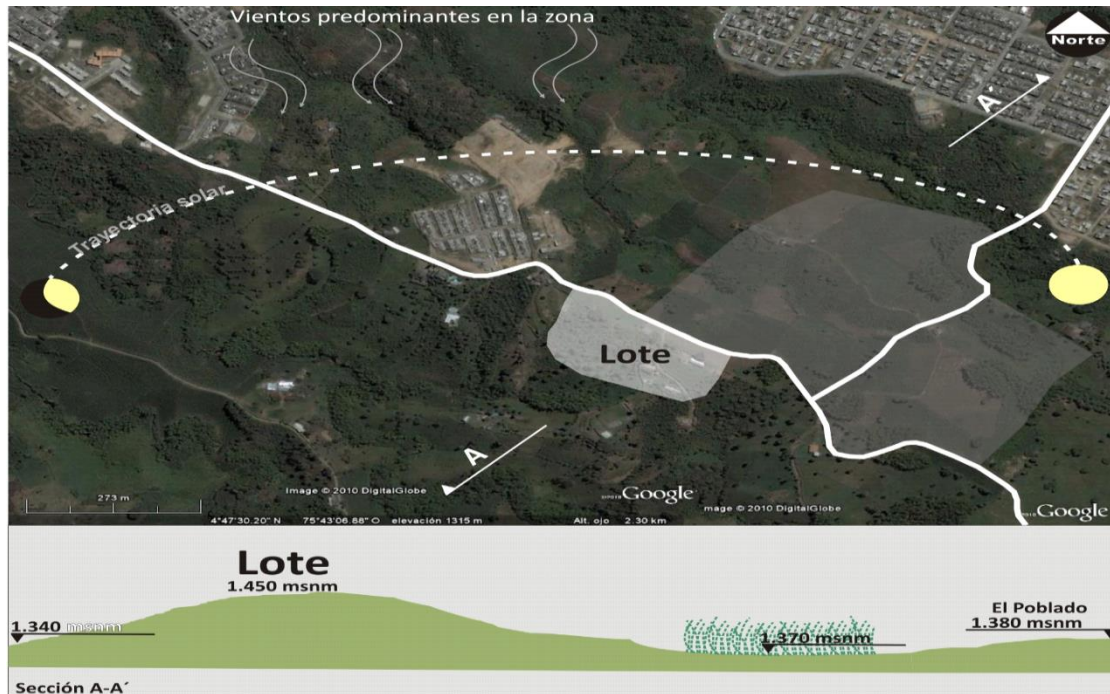 Vientos predominantes en la zona
Norte
A´
Trayectoria solar
Lote
A
273 m
Image © 2010 DigitalGlobe
©2010 Google
mage © 2010 DigitalGlobe
Google
4°47'30.20" N 75°43'06.88" O elevación 1315 m Alt. ojo 2.30 km
Lote
1.450 msnm
1.340 msnm
El Poblado
1.380 msnm
1.370 msnm
Sección A-A´